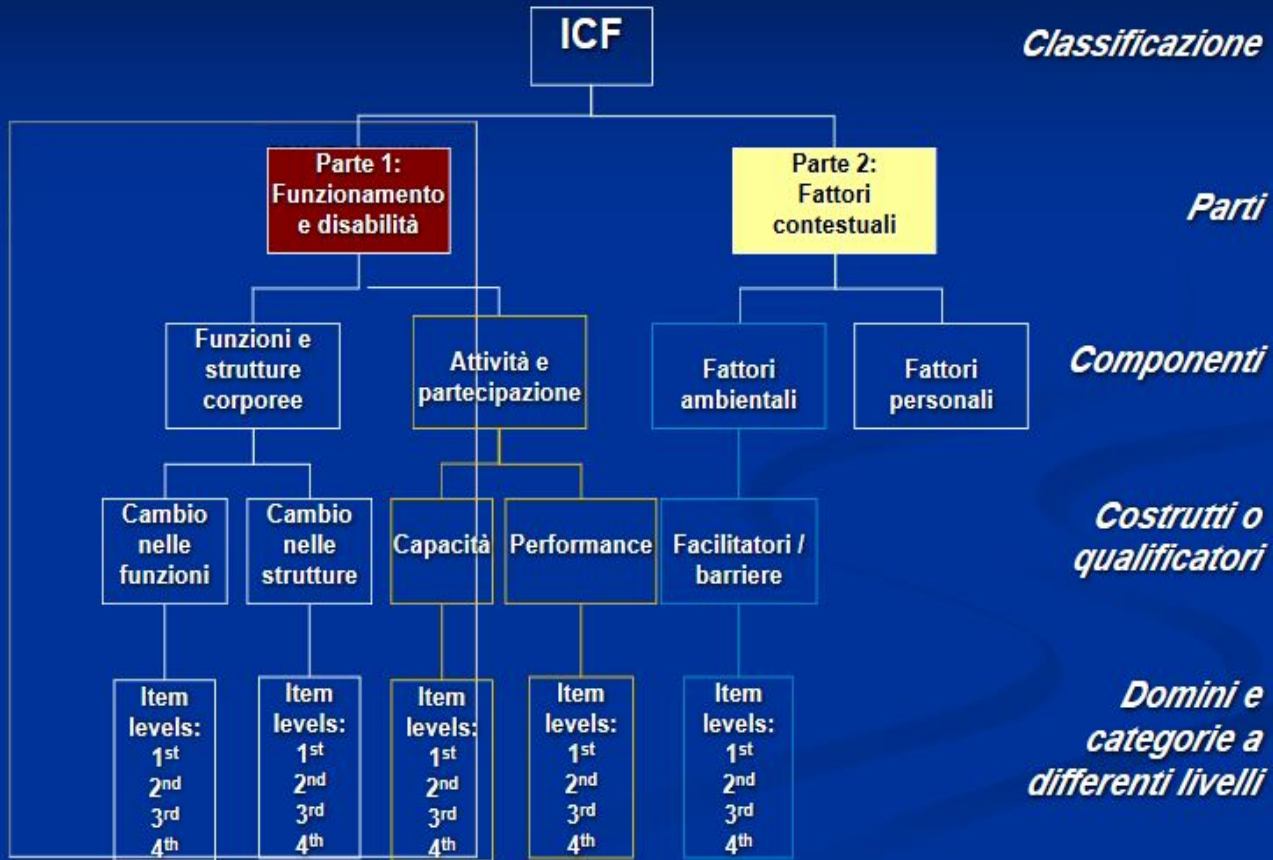 ICF
Classificazione
Parte 1:
Funzionamento
e disabilità
Parte 2:
Fattori
contestuali
Parti
Funzioni e
strutture
corporee
Attività e
partecipazione
Fattori
ambientali
Fattori
personali
Componenti
Cambio
nelle
funzioni
Cambio
nelle
strutture
Capacità
Performance
Facilitatori /
barriere
Costrutti o
qualificatori
Item
levels:
1st
2nd
3rd
4th
Item
levels:
1st
2nd
3rd
4th
Item
levels:
1st
2nd
3rd
4th
Item
levels:
1st
2nd
3rd
4th
Item
levels:
1st
2nd
3rd
4th
Domini e
categorie a
differenti livelli